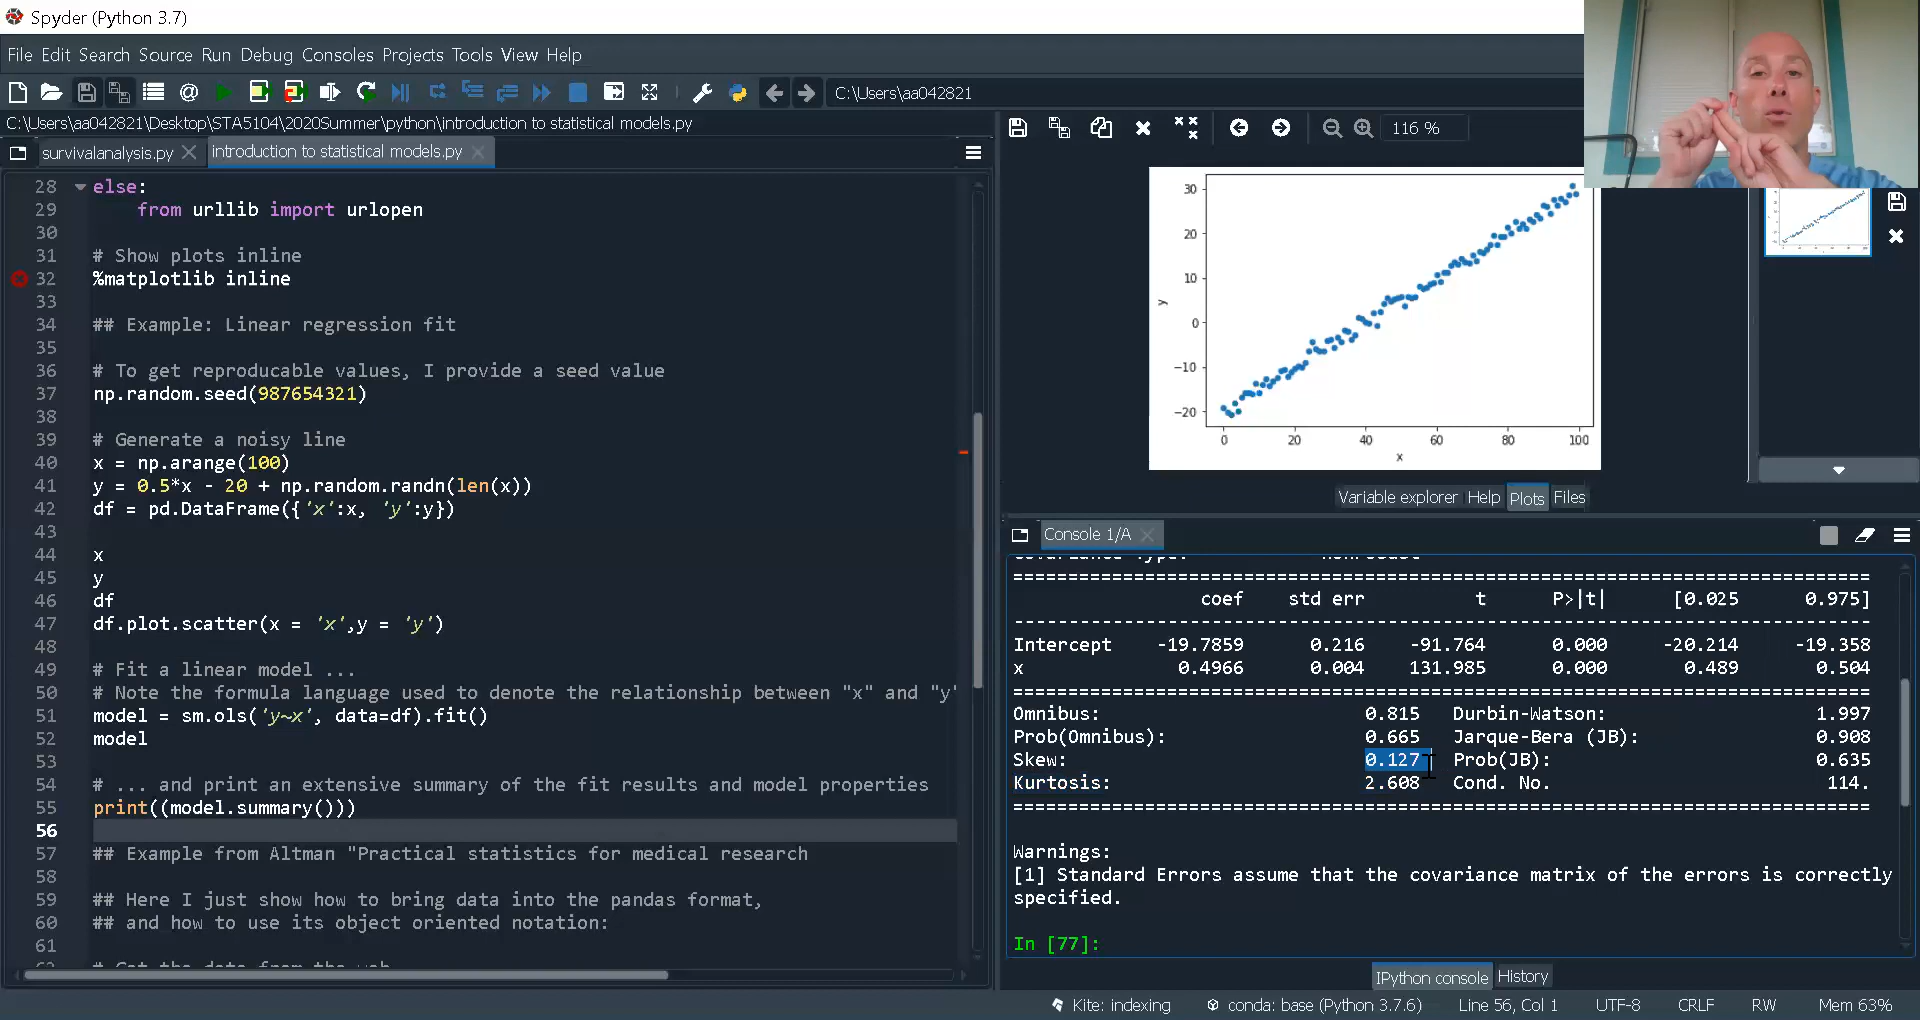 Spyder (Python 3.7)
File Edit Search Source Run Debug Consoles Projects Tools View Help
C:\Users\aa042821
C:\Users\aa042821\Desktop\STA5104\2020Summer\python\introduction to statistical models.py
survivalanalysis.py
introduction to statistical models.py
28 else:
29 from urllib import urlopen
30
31 # Show plots inline
32 %matplotlib inline
33
34 ## Example: Linear regression fit
35
36 # To get reproducable values, I provide a seed value
37 np.random.seed(987654321)
38
39 # Generate a noisy line
40 x = np.arange(100)
41 y = 0.5*x - 20 + np.random.randn(len(x))
42 df = pd.DataFrame({'x':x, 'y':y})
43
44 x
45 y
46 df
47 df.plot.scatter(x = 'x',y = 'y')
48
49 # Fit a linear model ...
50 # Note the formula language used to denote the relationship between "x" and "y"
51 model = sm.ols('y~x', data=df).fit()
52 model
53
54 # ... and print an extensive summary of the fit results and model properties
55 print((model.summary()))
56
57 ## Example from Altman "Practical statistics for medical research
58
59 ## Here I just show how to bring data into the pandas format,
60 ## and how to use its object oriented notation:
61
116 %
30
20
10
0
−10
−20
y
0 20 40 60 80 100
x
Variable explorer Help Plots Files
Console 1/A
==============================================================================
coef std err t P>|t| [0.025 0.975]
------------------------------------------------------------------------------
Intercept -19.7859 0.216 -91.764 0.000 -20.214 -19.358
x 0.4966 0.004 131.985 0.000 0.489 0.504
==============================================================================
Omnibus: 0.815 Durbin-Watson: 1.997
Prob(Omnibus): 0.665 Jarque-Bera (JB): 0.908
Skew: 0.127 Prob(JB): 0.635
Kurtosis: 2.608 Cond. No. 114.
==============================================================================
Warnings:
[1] Standard Errors assume that the covariance matrix of the errors is correctly
specified.
In [77]:
IPython console History
Kite: indexing conda: base (Python 3.7.6) Line 56, Col 1 UTF-8 CRLF RW Mem 63%